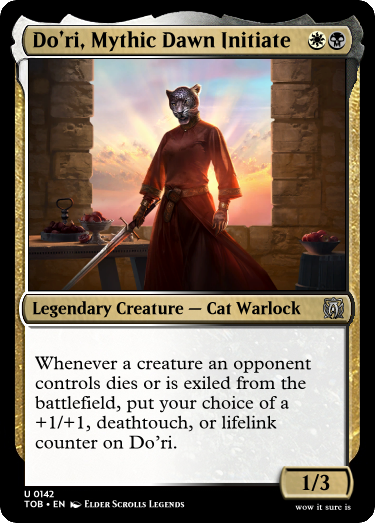 Do'ri, Mythic Dawn Initiate
Legendary Creature — Cat Warlock
Whenever a creature an opponent
controls dies or is exiled from the
battlefield, put your choice of a
+1/+1, deathtouch, or lifelink
counter on Do'ri.
1/3
U 0142
TOB • EN Elder Scrolls Legends
wow it sure is